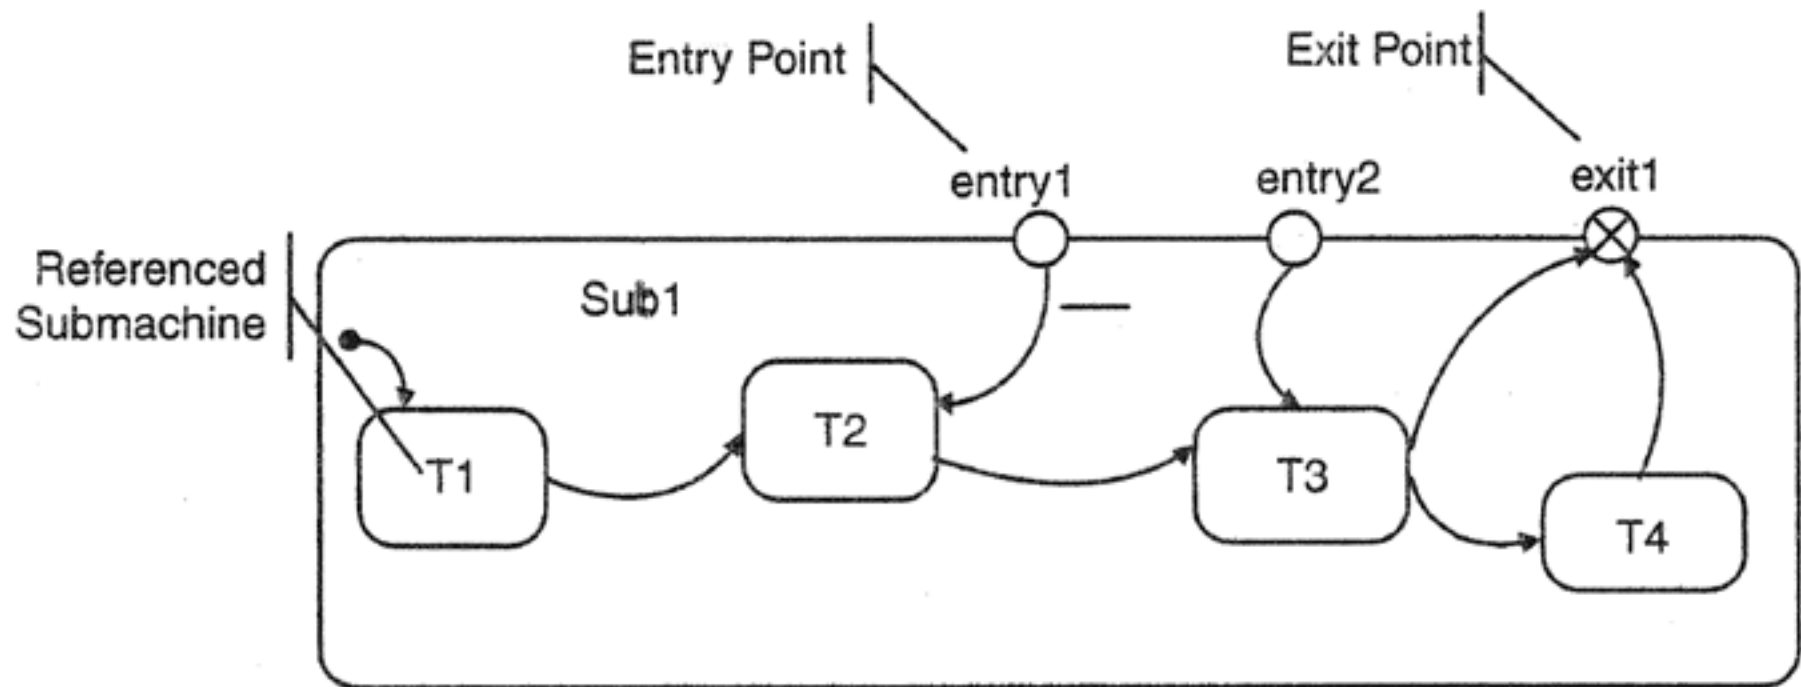 Entry Point
Exit Point
entry1
entry2
exit1
Referenced
Submachine
Sub1
T1
T2
T3
T4